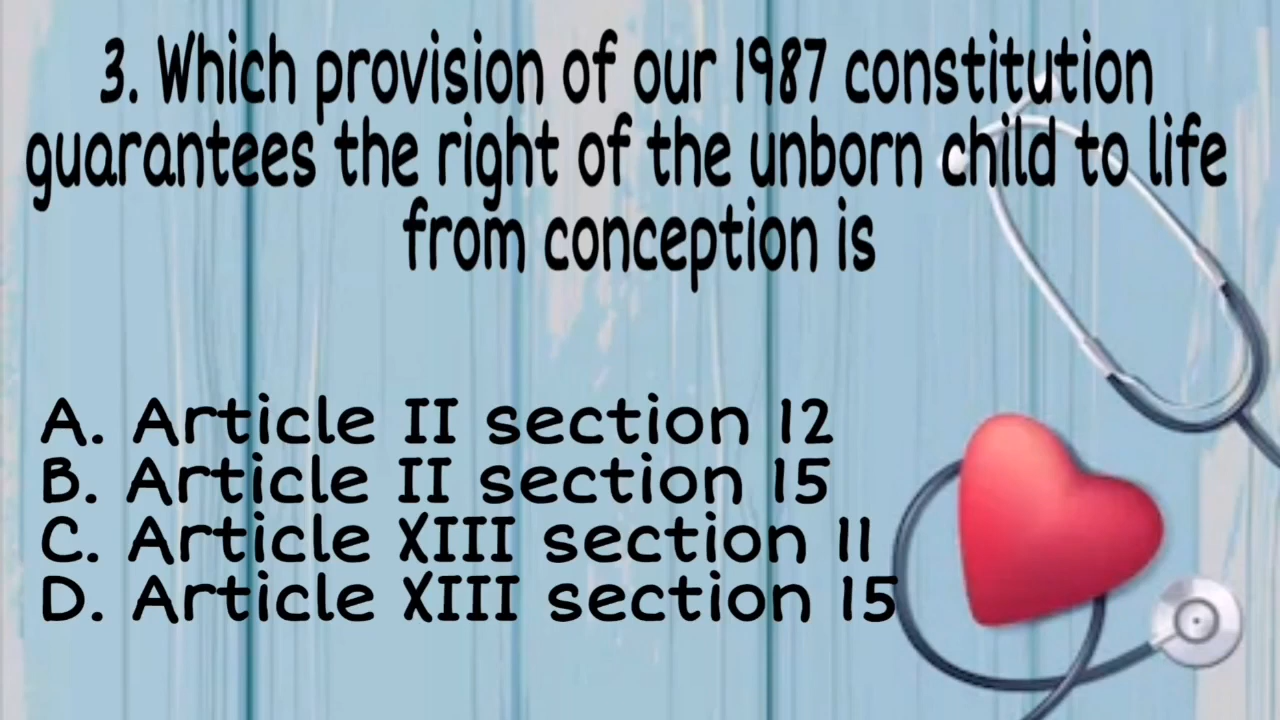 3. Which provision of our 1987 constitution
guarantees the right of the unborn child to life
from conception is
A. Article II section 12
B. Article II section 15
C. Article XIII section 11
D. Article XIII section 15